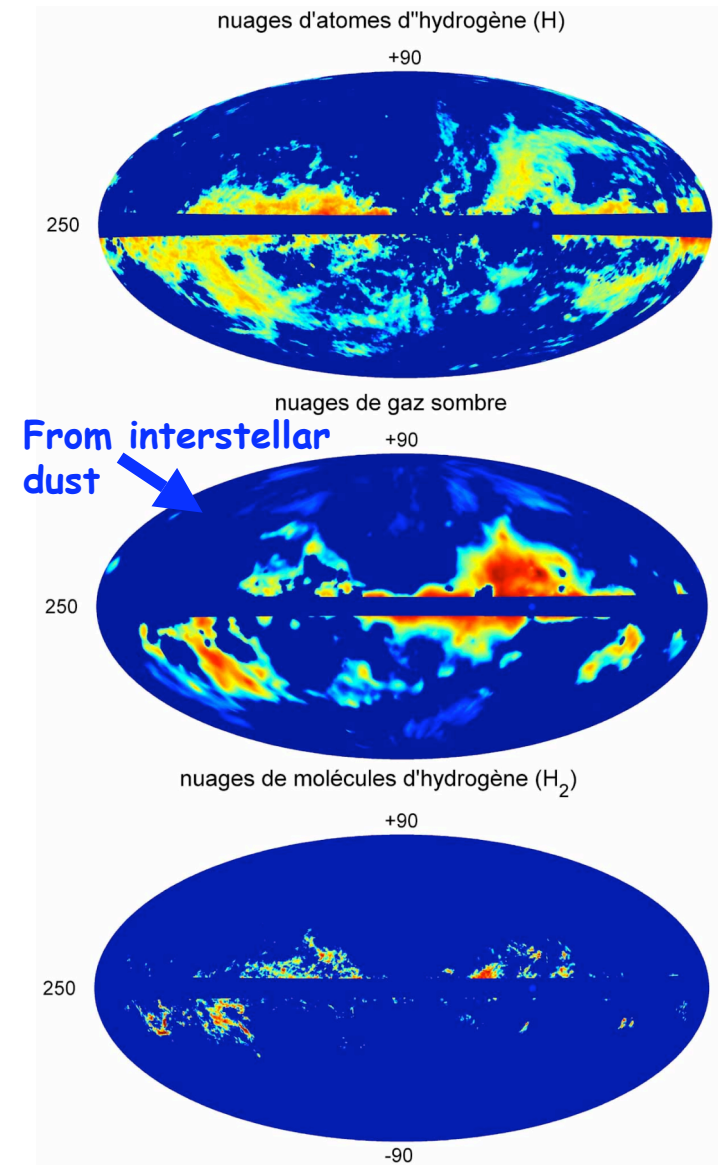 nuages d'atomes d"hydrogène (H)
+90
250
nuages de gaz sombre
From interstellar
dust
+90
250
nuages de molécules d'hydrogène (H2)
+90
250
-90